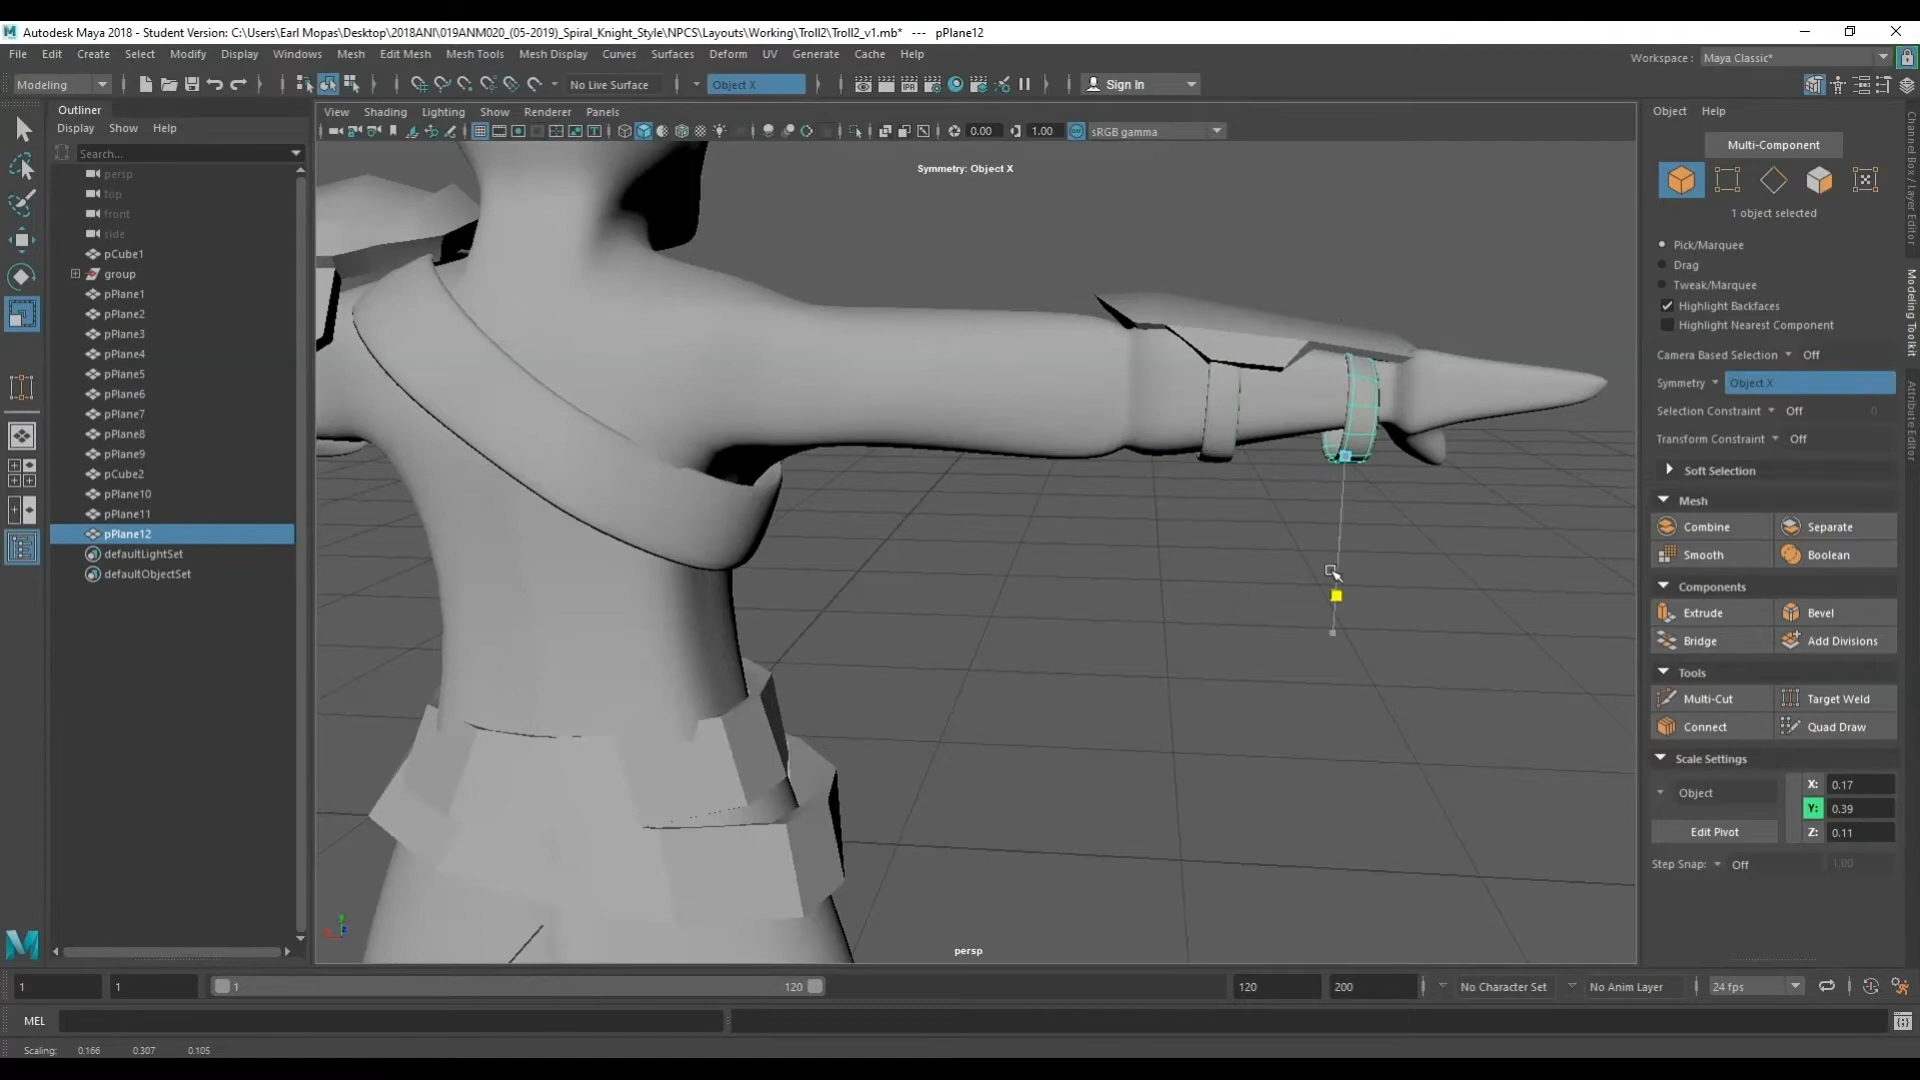 Autodesk Maya 2018 - Student Version: C:\Users\Earl Mopas\Desktop\2018ANI\019ANM020_(05-2019)_Spiral_Knight_Style\NPCS\Layouts\Working\Troll2\Troll2_v1.mb* --- pPlane12
File Edit Create Select Modify Display Windows Mesh Edit Mesh Mesh Tools Mesh Display Curves Surfaces Deform UV Generate Cache Help
Workspace : Maya Classic*
Modeling No Live Surface Object X Sign In
Outliner
Display Show Help
Search...
persp
top
front
side
pCube1
group
pPlane1
pPlane2
pPlane3
pPlane4
pPlane5
pPlane6
pPlane7
pPlane8
pPlane9
pCube2
pPlane10
pPlane11
pPlane12
defaultLightSet
defaultObjectSet
View Shading Lighting Show Renderer Panels
0.00 1.00 sRGB gamma
Symmetry: Object X
persp
Object Help
Multi-Component
1 object selected
Pick/Marquee
Drag
Tweak/Marquee
Highlight Backfaces
Highlight Nearest Component
Camera Based Selection Off
Symmetry Object X
Selection Constraint Off 0
Transform Constraint Off
Soft Selection
Mesh
Combine Separate
Smooth Boolean
Components
Extrude Bevel
Bridge Add Divisions
Tools
Multi-Cut Target Weld
Connect Quad Draw
Scale Settings
X: 0.17
Object Y: 0.39
Edit Pivot Z: 0.11
Step Snap: Off 1.00
Channel Box / Layer Editor
Modeling Toolkit
Attribute Editor
1 1 1 120 120 200 No Character Set No Anim Layer 24 fps
MEL
Scaling: 0.166 0.307 0.105